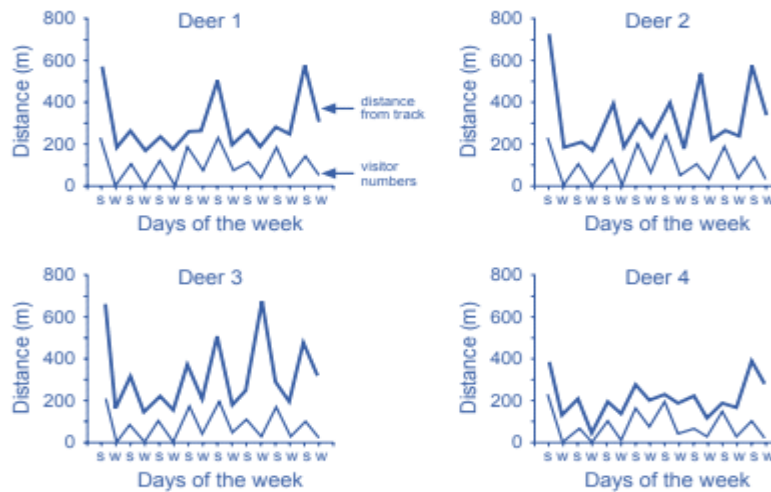 Deer 1
800
600
400
200
0
Distance (m)
distance
from track
visitor
numbers
S W S W S W S W S W S W S W S W
Days of the week
Deer 2
800
600
400
200
0
Distance (m)
S W S W S W S W S W S W S W S W
Days of the week
Deer 3
800
600
400
200
0
Distance (m)
S W S W S W S W S W S W S W S W
Days of the week
Deer 4
800
600
400
200
0
Distance (m)
S W S W S W S W S W S W S W S W
Days of the week